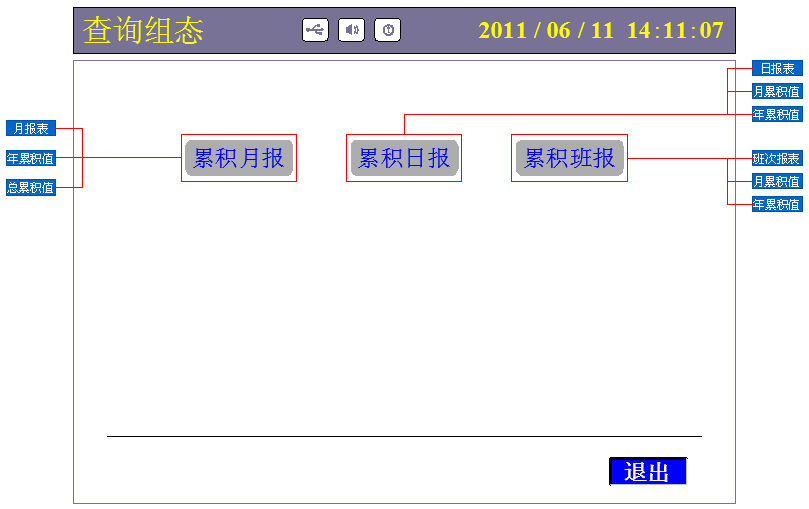 查询组态
2011 / 06 / 11 14:11:07
日报表
月累积值
年累积值
月报表
年累积值
总累积值
累积月报
累积日报
累积班报
班次报表
月累积值
年累积值
退出